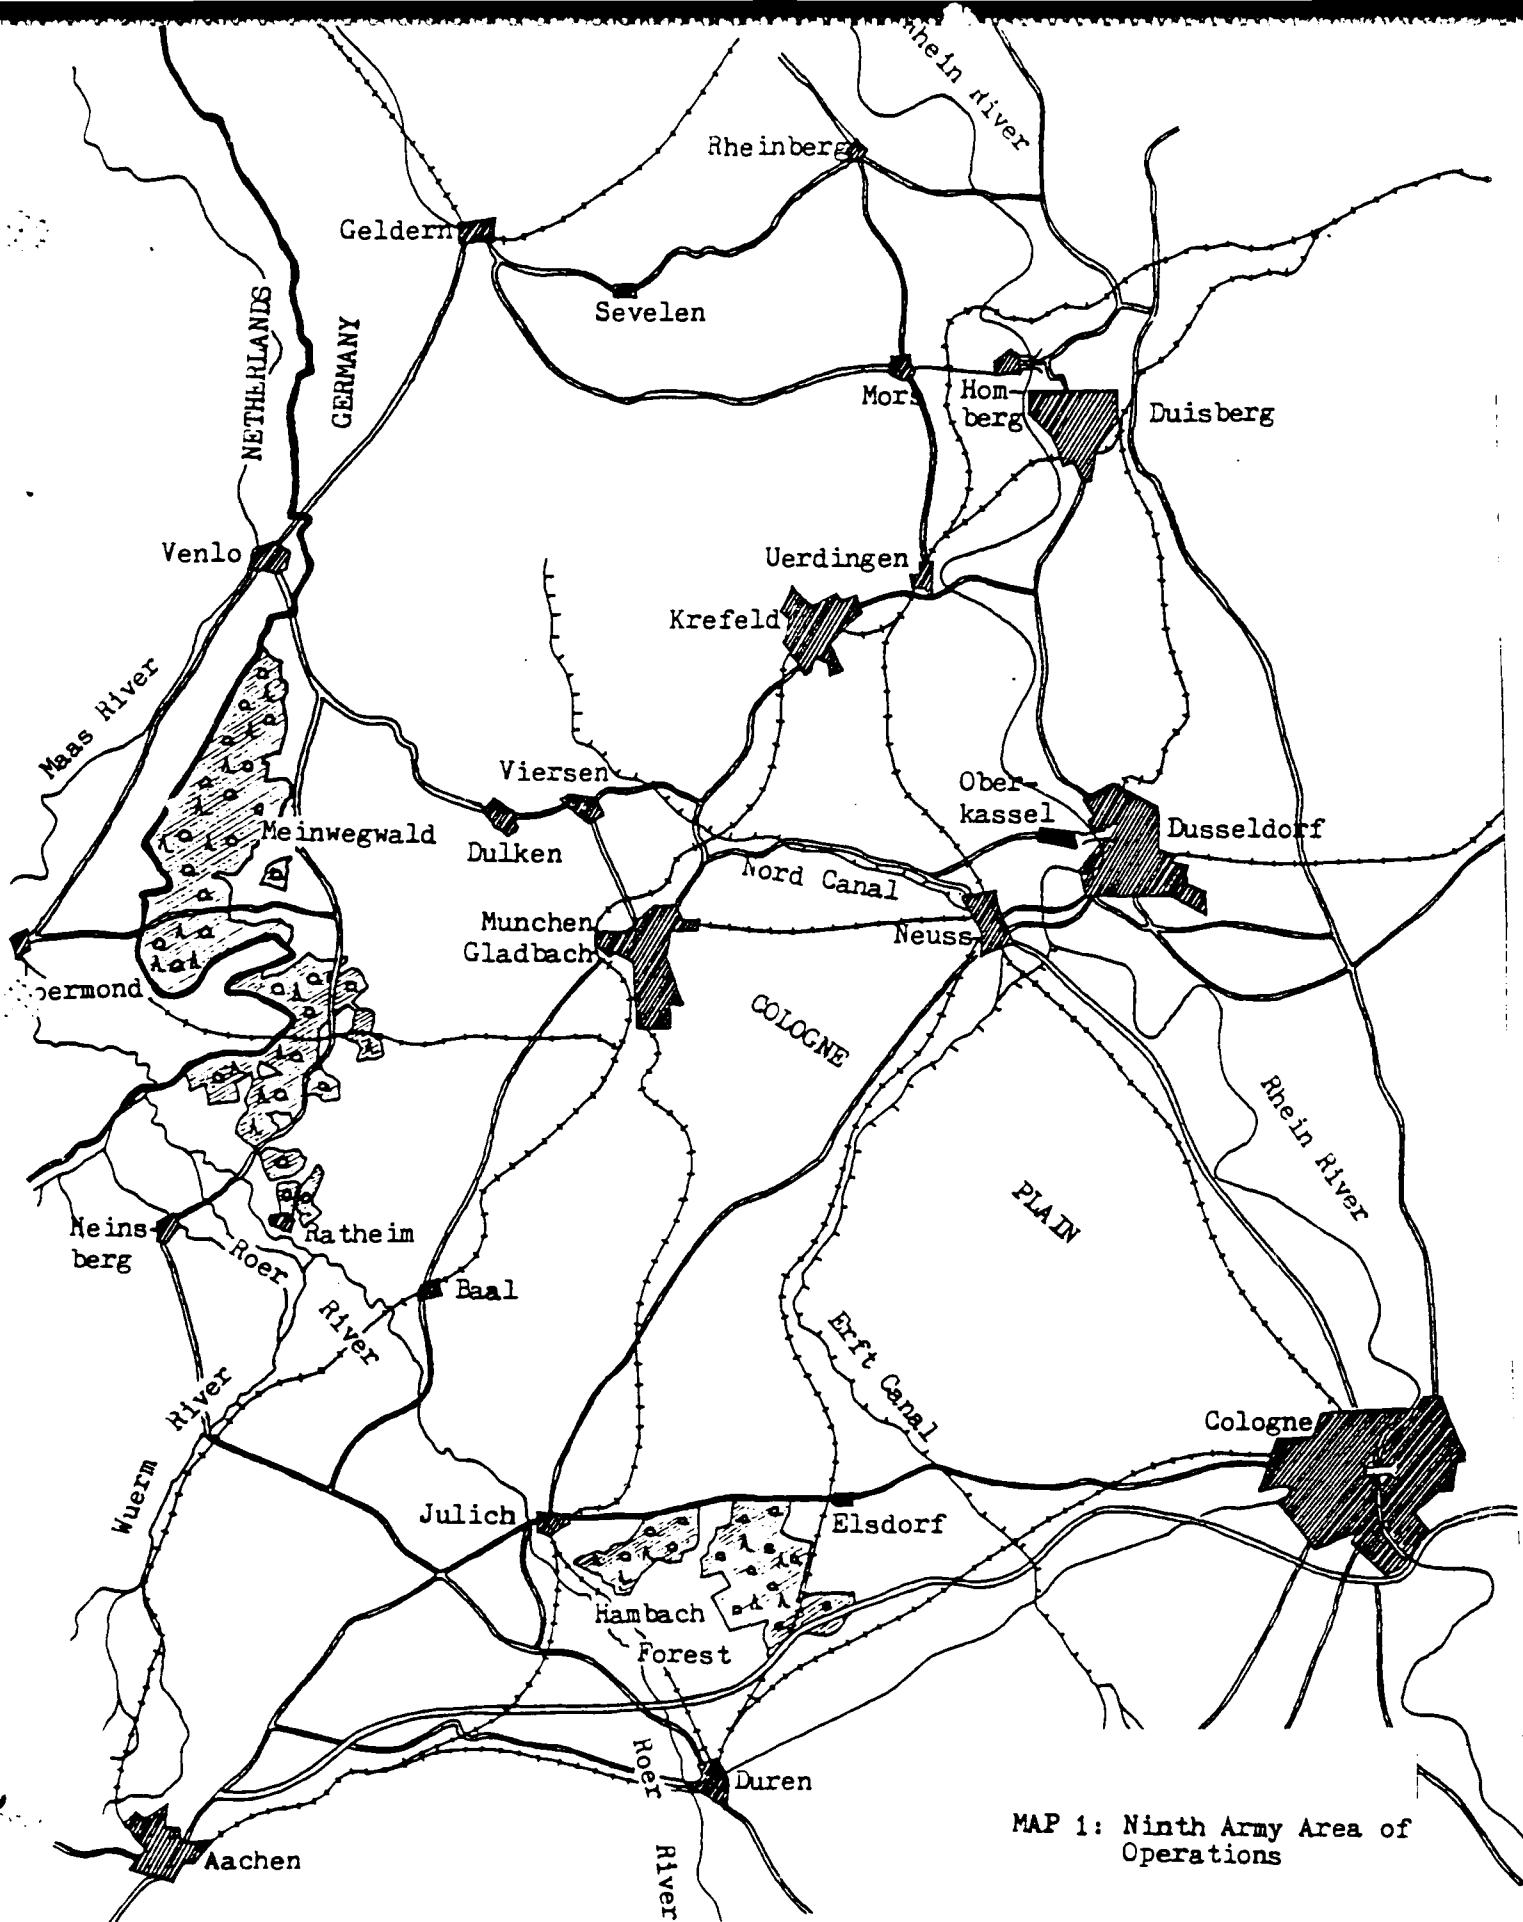 Rhein River
Rheinberg
Geldern
Sevelen
NETHERLANDS
GERMANY
Mors
Hom-
berg
Duisberg
Venlo
Uerdingen
Krefeld
Maas River
Viersen
Ober-
kassel
Dusseldorf
Meinwegwald
Dulken
Nord Canal
Munchen
Gladbach
Neuss
ermond
COLOGNE
PLAIN
Rhein River
Heins-
berg
Ratheim
Roer
River
Baal
Erft Canal
River
Wuerm
Cologne
Julich
Elsdorf
Hambach
Forest
Roer
River
Duren
Aachen
MAP 1: Ninth Army Area of
Operations